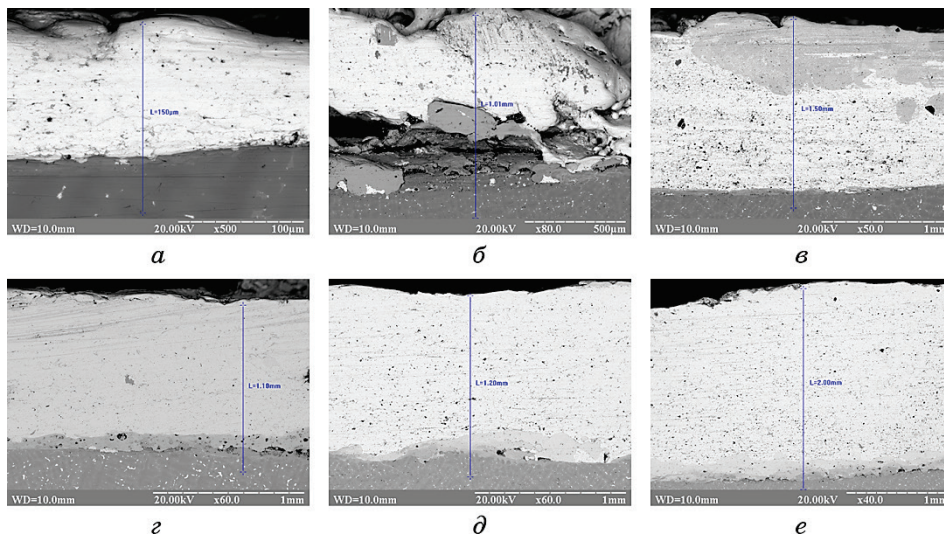 L=150µm
WD=10.0mm 20.00kV x500 100µm
а
L=1.01mm
WD=10.0mm 20.00kV x80.0 500µm
б
L=1.50mm
WD=10.0mm 20.00kV x50.0 1mm
в
L=1.10mm
WD=10.0mm 20.00kV x60.0 1mm
г
L=1.20mm
WD=10.0mm 20.00kV x60.0 1mm
д
L=2.00mm
WD=10.0mm 20.00kV x40.0 1mm
е